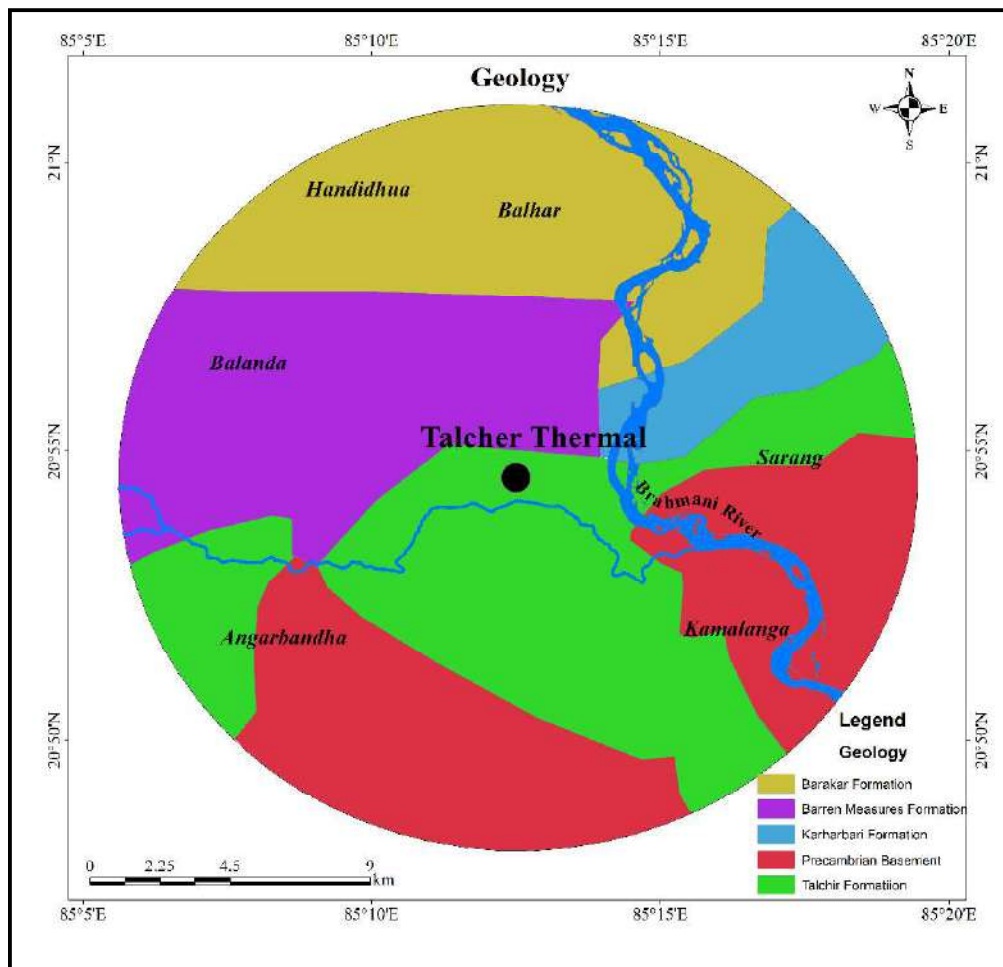 85°5'E 85°10'E 85°15'E 85°20'E
Geology
N
W E
S
21°N 21°N
Handidhua
Balhar
Balanda
Talcher Thermal
20°55'N 20°55'N
Sarang
Brahmani River
Angarbandha
Kamalanga
20°50'N 20°50'N
Legend
Geology
Barakar Formation
Barren Measures Formation
Karharbari Formation
Precambrian Basement
Talchir Formatiion
0 2.25 4.5 9
km
85°5'E 85°10'E 85°15'E 85°20'E